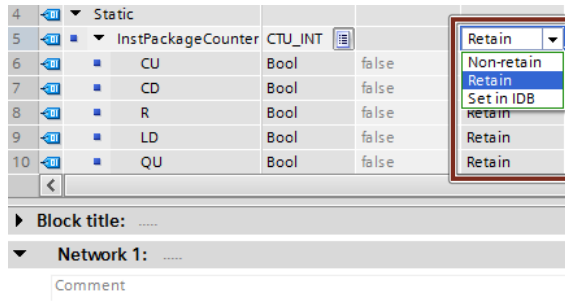 4 Static
5 InstPackageCounter CTU_INT Retain
Non-retain
Retain
Set in IDB
6 CU Bool false
7 CD Bool false
8 R Bool false Retain
9 LD Bool false Retain
10 QU Bool false Retain
Block title: .....
Network 1: .....
Comment